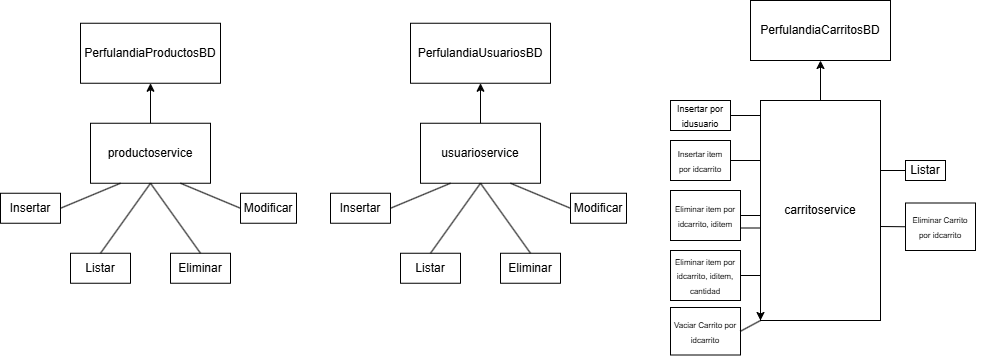 PerfulandiaProductosBD
productoservice
Insertar
Modificar
Listar
Eliminar
PerfulandiaUsuariosBD
usuarioservice
Insertar
Modificar
Listar
Eliminar
PerfulandiaCarritosBD
Insertar por
idusuario
Insertar item
por idcarrito
Eliminar item por
idcarrito, iditem
Eliminar item por
idcarrito, iditem,
cantidad
Vaciar Carrito por
idcarrito
carritoservice
Listar
Eliminar Carrito
por idcarrito